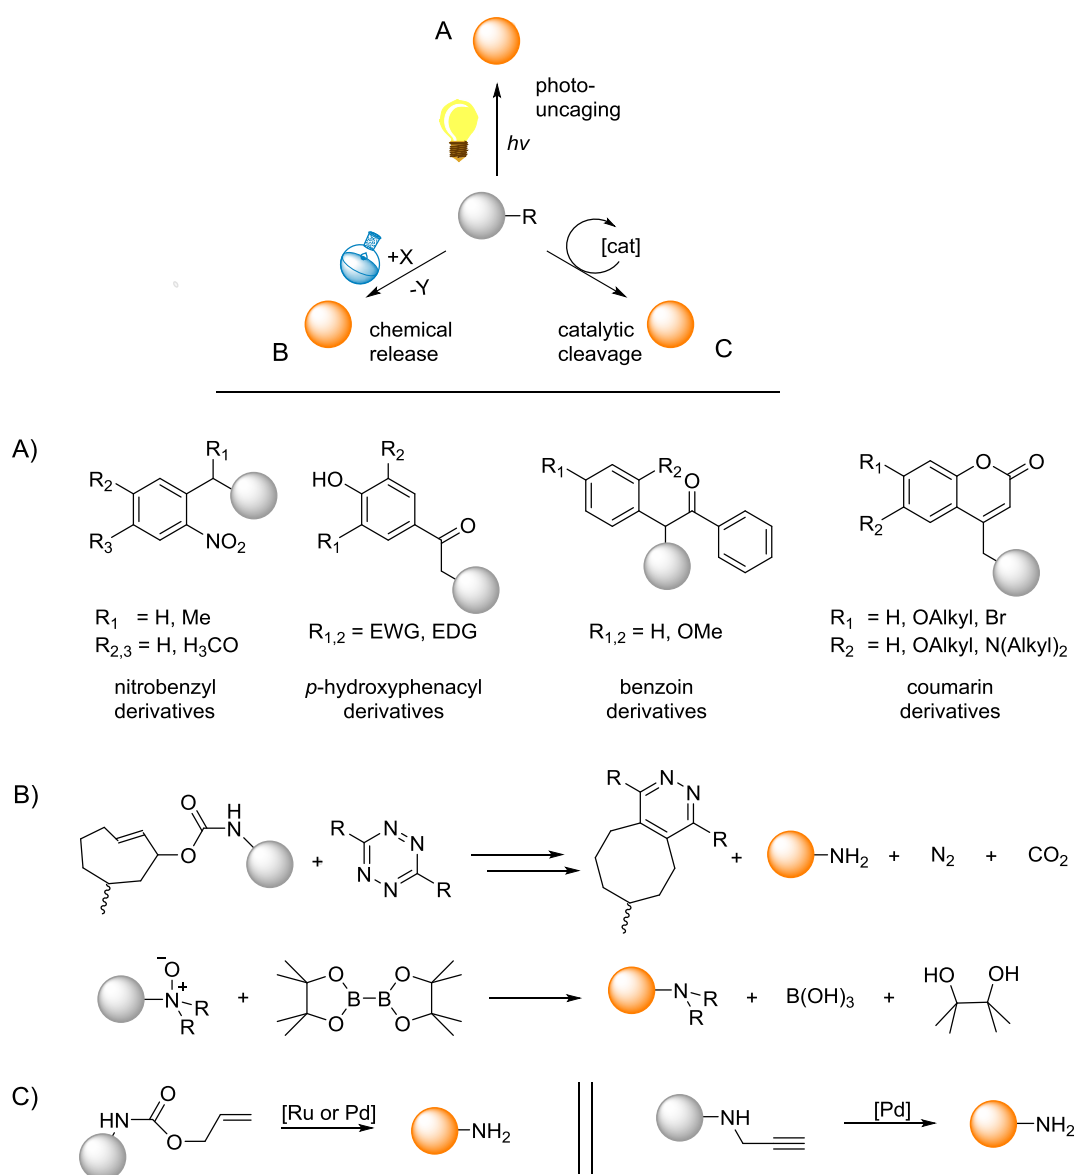 A
photo-
uncaging
hν
R
[cat]
+X
-Y
chemical
release
catalytic
cleavage
B
C
A)
R1
R2
R3
NO2
R1 = H, Me
R2,3 = H, H3CO
nitrobenzyl
derivatives
R2
HO
R1
O
R1,2 = EWG, EDG
p-hydroxyphenacyl
derivatives
R1
R2
O
R1,2 = H, OMe
benzoin
derivatives
R1
O
O
R2
R1 = H, OAlkyl, Br
R2 = H, OAlkyl, N(Alkyl)2
coumarin
derivatives
B)
O
H
N
O
+
R
N
N
N
N
R
R
N
N
R
+
NH2
+
N2
+
CO2
−
O
+
N
R
R
+
O
O
B
B
O
O
N
R
R
+
B(OH)3
+
HO
OH
C)
HN
O
O
[Ru or Pd]
NH2
NH
[Pd]
NH2